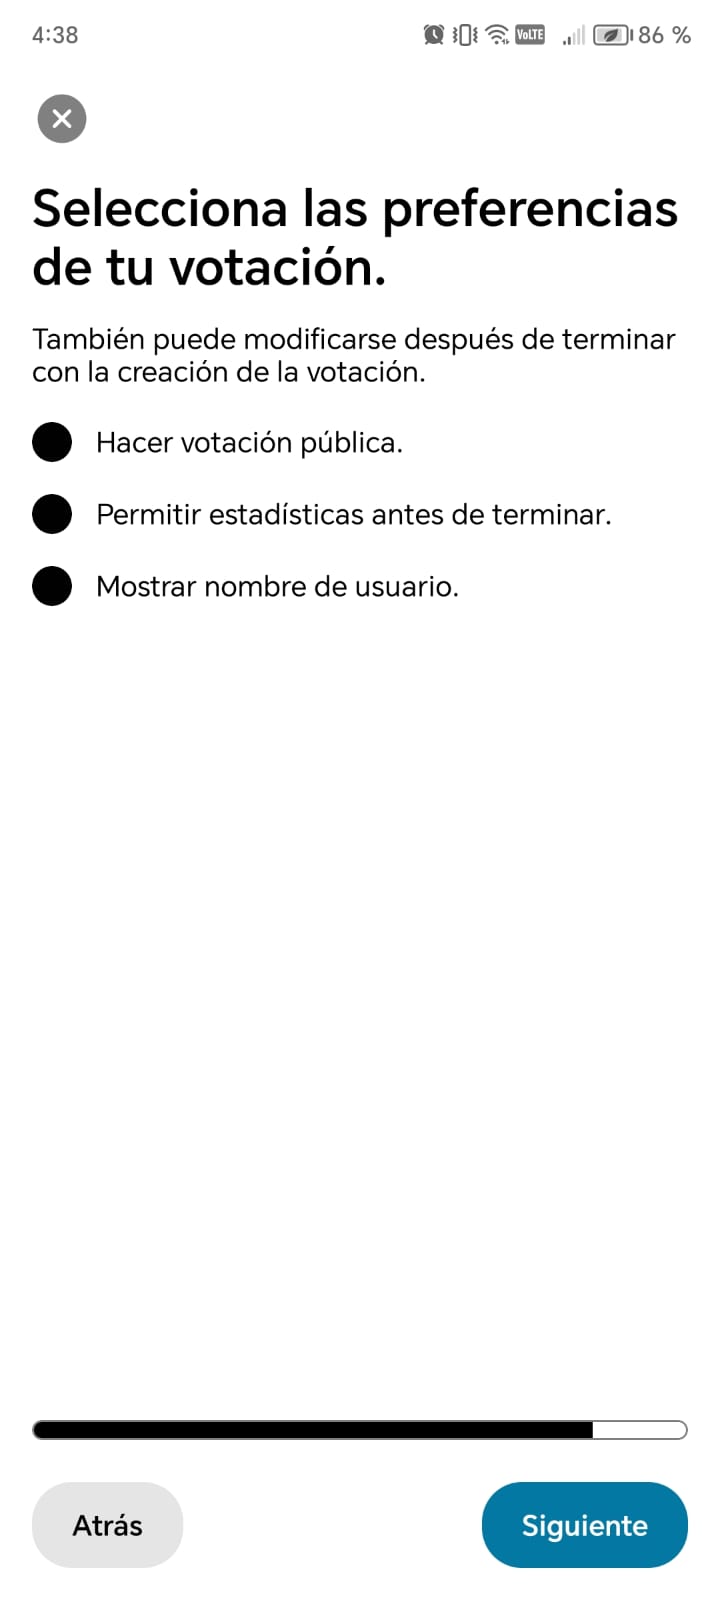 4:38
VoLTE
86 %
Selecciona las preferencias
de tu votación.
También puede modificarse después de terminar
con la creación de la votación.
Hacer votación pública.
Permitir estadísticas antes de terminar.
Mostrar nombre de usuario.
Atrás
Siguiente